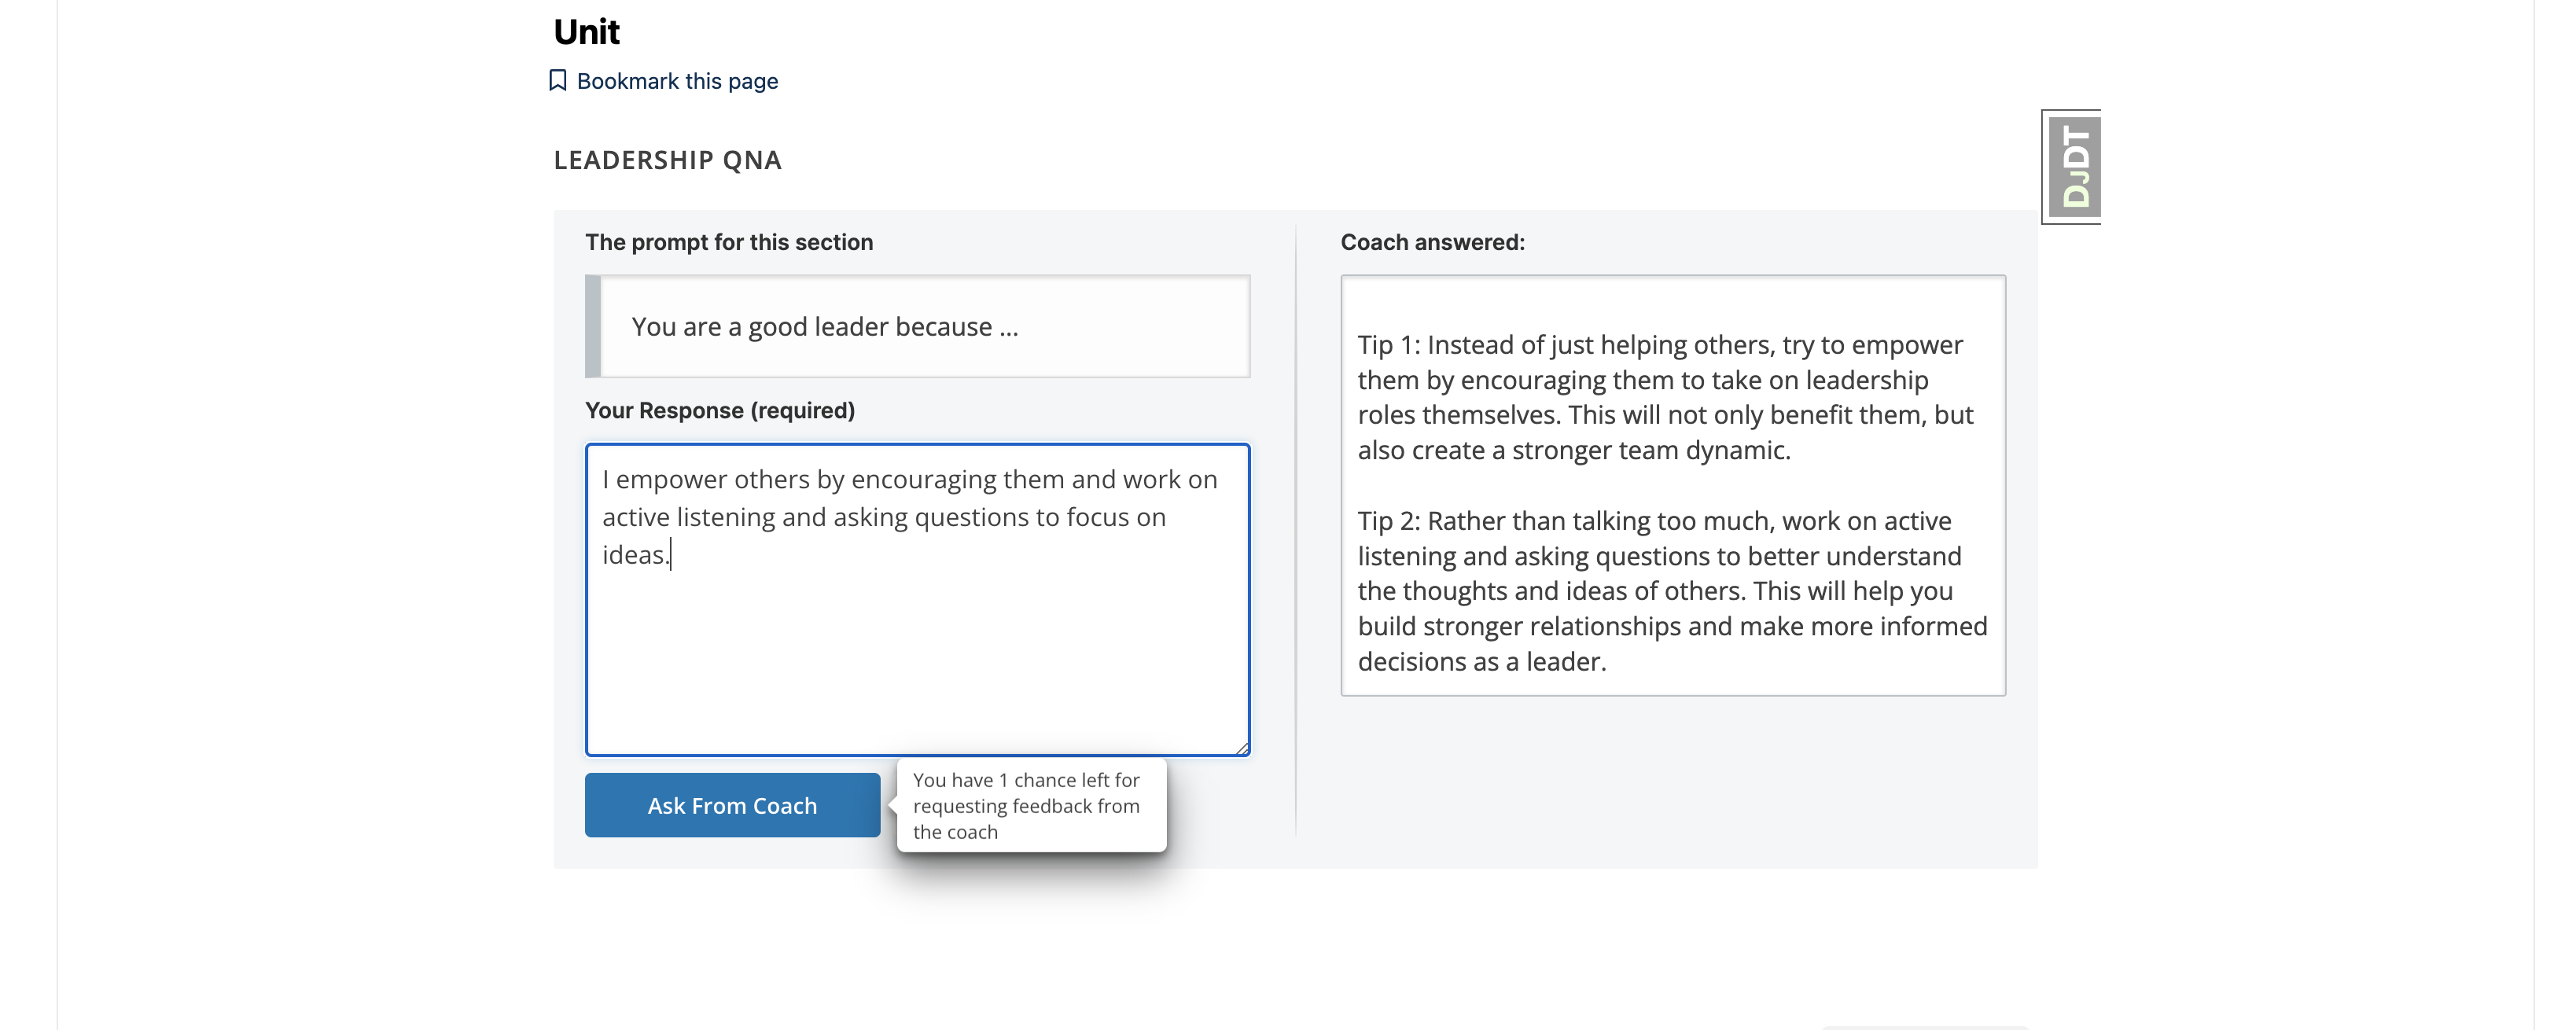 Unit
Bookmark this page
LEADERSHIP QNA
DJDT
The prompt for this section
You are a good leader because ...
Your Response (required)
I empower others by encouraging them and work on
active listening and asking questions to focus on
ideas.
Ask From Coach
You have 1 chance left for
requesting feedback from
the coach
Coach answered:
Tip 1: Instead of just helping others, try to empower
them by encouraging them to take on leadership
roles themselves. This will not only benefit them, but
also create a stronger team dynamic.
Tip 2: Rather than talking too much, work on active
listening and asking questions to better understand
the thoughts and ideas of others. This will help you
build stronger relationships and make more informed
decisions as a leader.